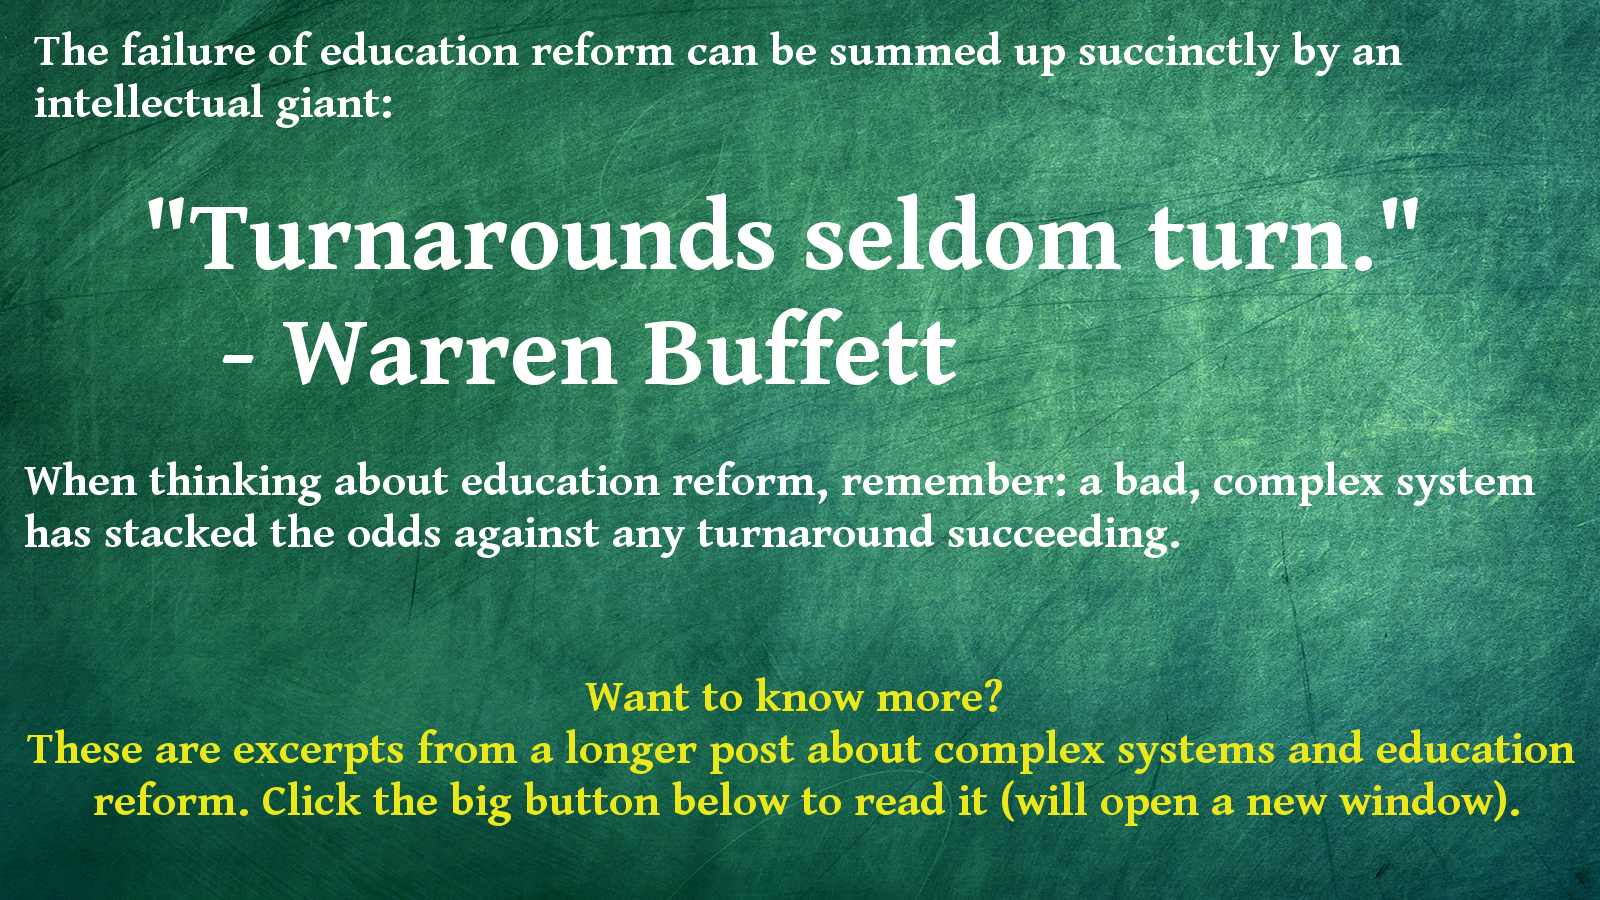 The failure of education reform can be summed up succinctly by an
intellectual giant:
"Turnarounds seldom turn."
- Warren Buffett
When thinking about education reform, remember: a bad, complex system
has stacked the odds against any turnaround succeeding.
Want to know more?
These are excerpts from a longer post about complex systems and education
reform. Click the big button below to read it (will open a new window).